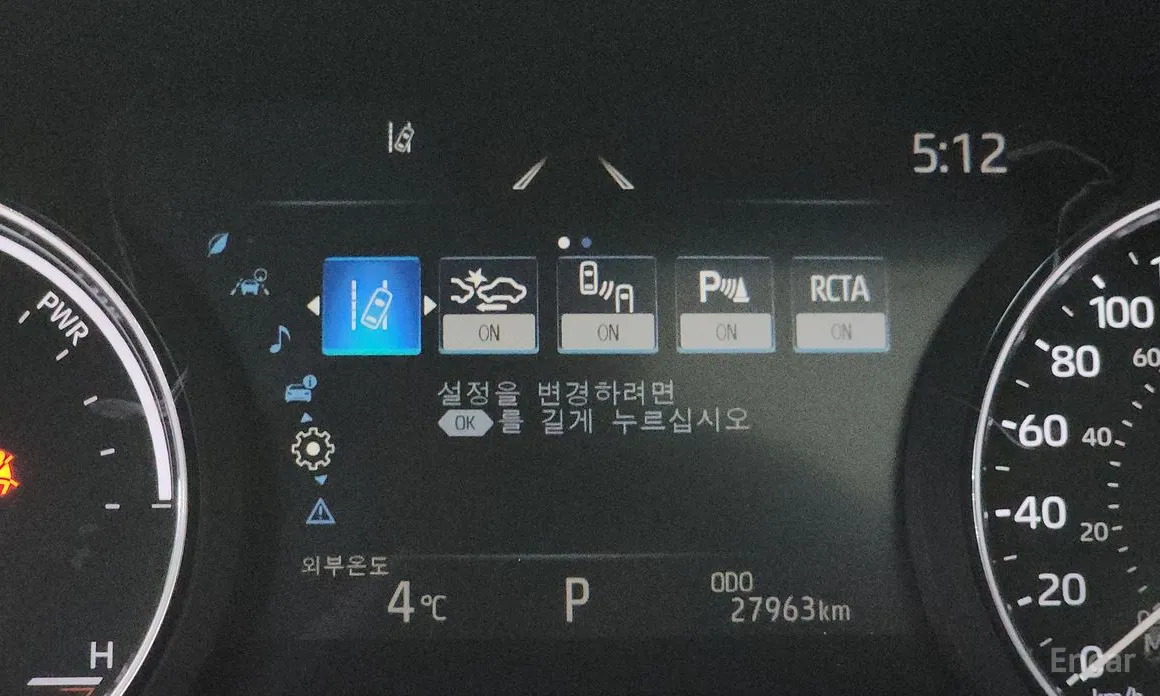 5:12
PWR
P
RCTA
ON
ON
ON
ON
설정을 변경하려면
OK 를 길게 누르십시오
외부온도
4 °C
P
ODO
27963km
H
100
80
60
60
40
40
20
20
0
km/h
Encar